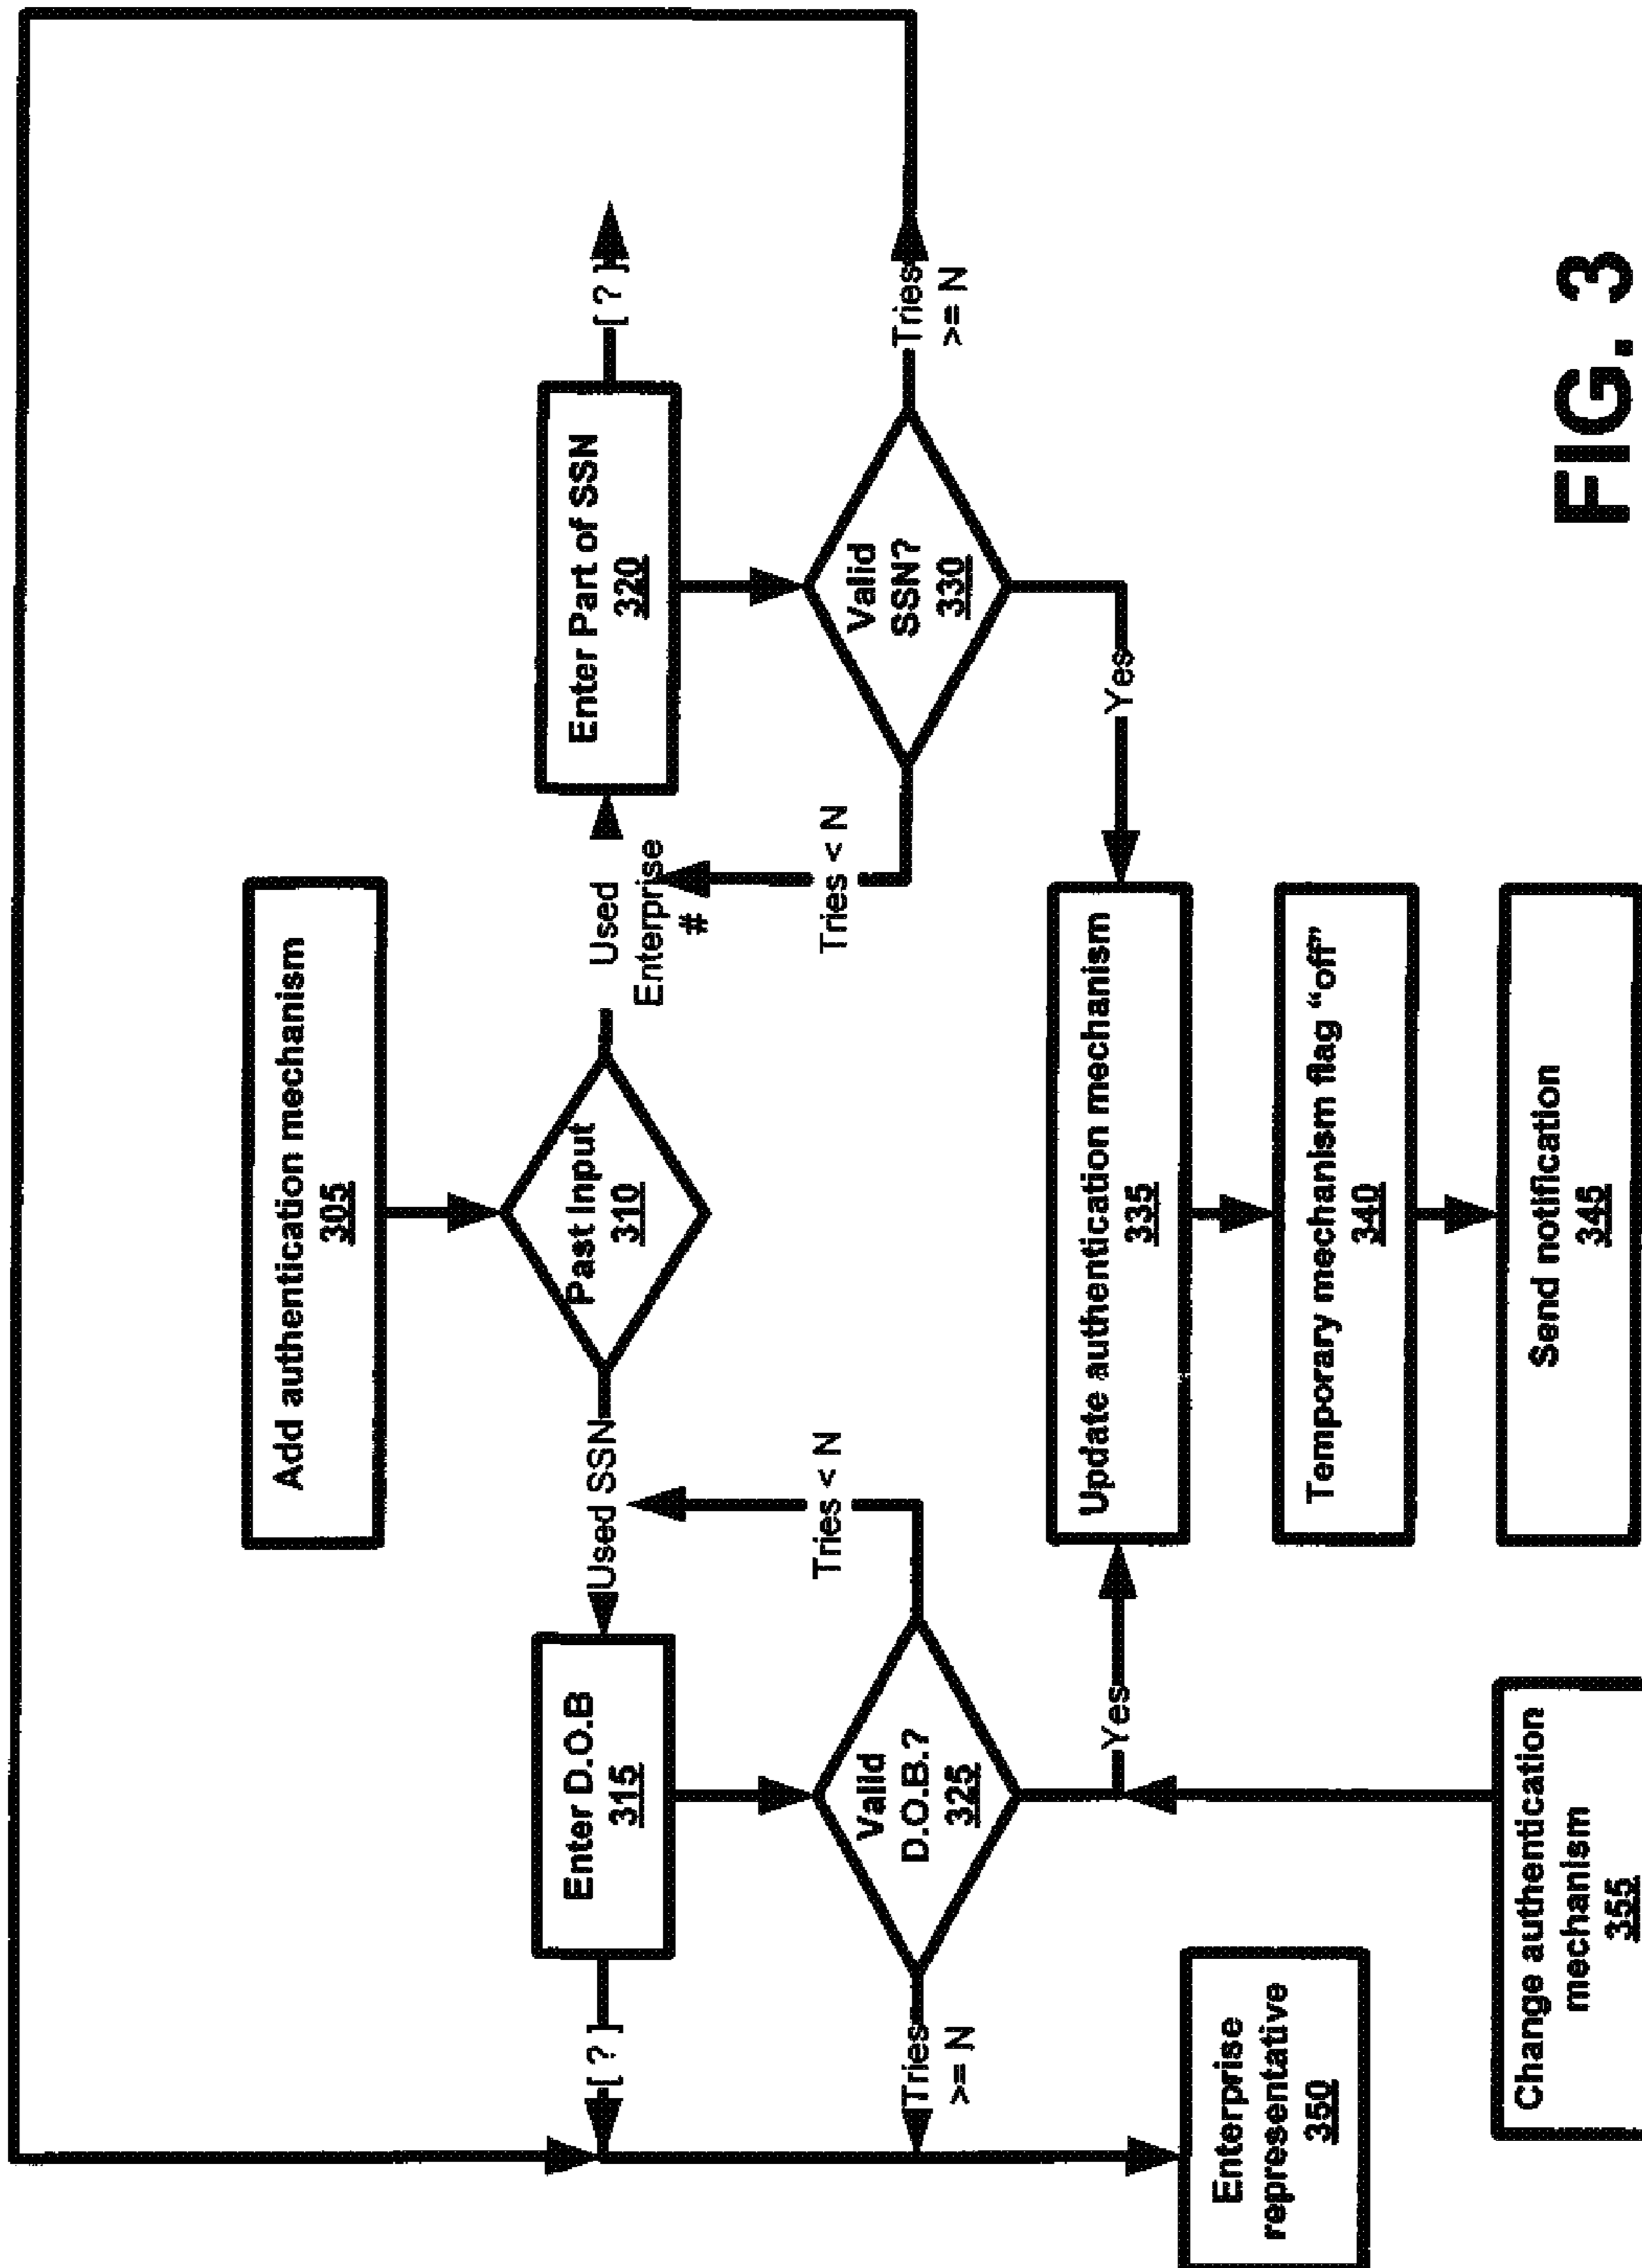 Add authentication mechanism
305
Past Input
310
Used SSN
Used
Enterprise
#
Enter D.O.B
315
[ ? ]
Enter Part of SSN
320
[ ? ]
Tries < N
Tries < N
Valid
D.O.B.?
325
Tries
>= N
Valid
SSN?
330
Tries
>= N
Yes
Yes
Update authentication mechanism
335
Temporary mechanism flag “off”
340
Send notification
345
Enterprise
representative
350
Change authentication
mechanism
355
FIG. 3